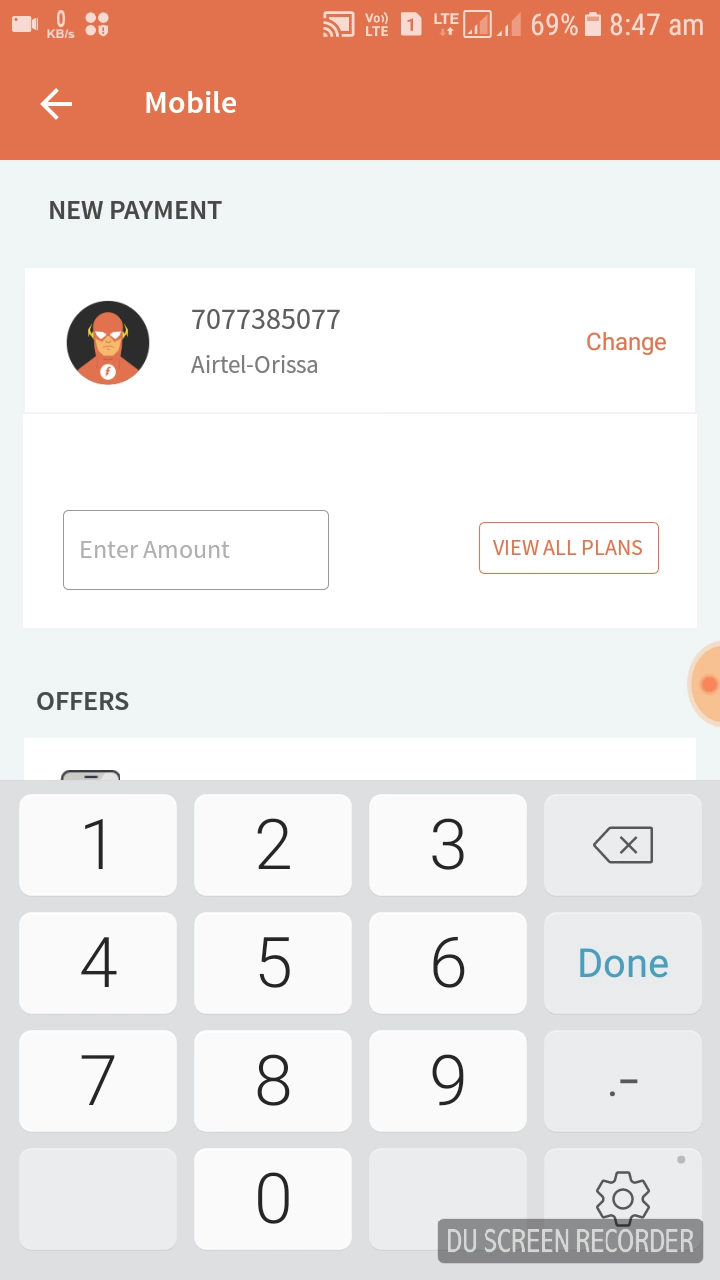 0
KB/s
Vo))
LTE
1
LTE
69%
8:47 am
Mobile
NEW PAYMENT
7077385077
Airtel-Orissa
Change
Enter Amount
VIEW ALL PLANS
OFFERS
1 2 3
4 5 6 Done
7 8 9 .-
0
DU SCREEN RECORDER